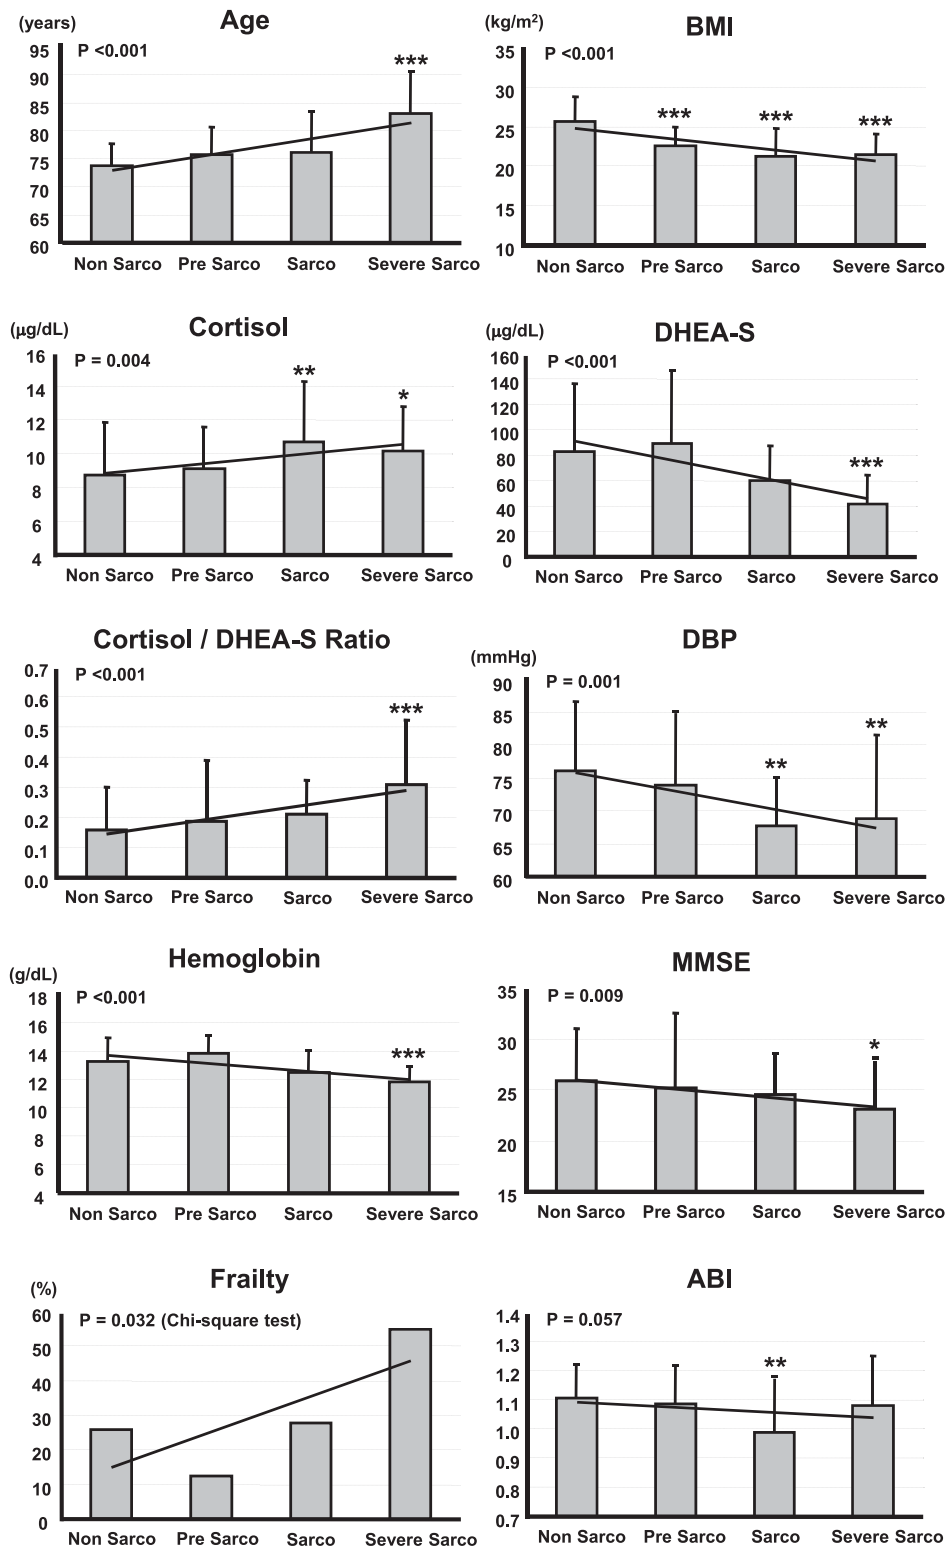 Age
(years)
P <0.001
95
90
85
80
75
70
65
60
***
Non Sarco Pre Sarco Sarco Severe Sarco
BMI
(kg/m²)
P <0.001
35
30
25
20
15
10
*** *** ***
Non Sarco Pre Sarco Sarco Severe Sarco
Cortisol
(μg/dL)
P = 0.004
16
14
12
10
8
6
4
** *
Non Sarco Pre Sarco Sarco Severe Sarco
DHEA-S
(μg/dL)
P <0.001
160
140
120
100
80
60
40
20
0
***
Non Sarco Pre Sarco Sarco Severe Sarco
Cortisol / DHEA-S Ratio
P <0.001
0.7
0.6
0.5
0.4
0.3
0.2
0.1
0.0
***
Non Sarco Pre Sarco Sarco Severe Sarco
DBP
(mmHg)
P = 0.001
90
85
80
75
70
65
60
** **
Non Sarco Pre Sarco Sarco Severe Sarco
Hemoglobin
(g/dL)
P <0.001
18
16
14
12
10
8
6
4
***
Non Sarco Pre Sarco Sarco Severe Sarco
MMSE
P = 0.009
35
30
25
20
15
*
Non Sarco Pre Sarco Sarco Severe Sarco
Frailty
(%)
P = 0.032 (Chi-square test)
60
50
40
30
20
10
0
Non Sarco Pre Sarco Sarco Severe Sarco
ABI
P = 0.057
1.4
1.3
1.2
1.1
1.0
0.9
0.8
0.7
**
Non Sarco Pre Sarco Sarco Severe Sarco